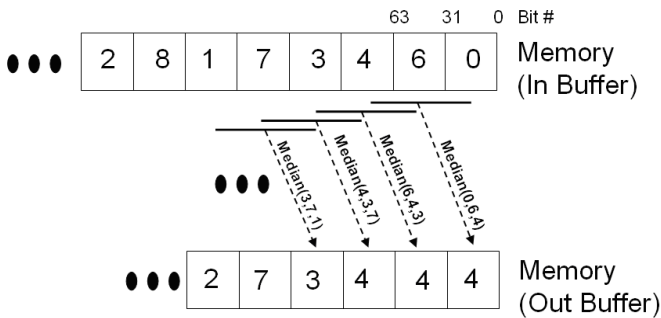 63 31 0 Bit #
2 8 1 7 3 4 6 0
Memory
(In Buffer)
Median(3,7,1)
Median(4,3,7)
Median(6,4,3)
Median(0,6,4)
2 7 3 4 4 4
Memory
(Out Buffer)